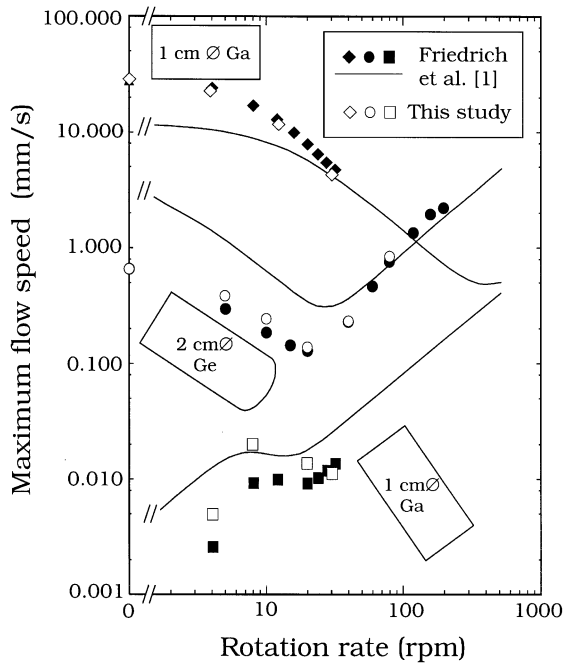 100.000
10.000
1.000
0.100
0.010
0.001
Maximum flow speed (mm/s)
1 cm ∅ Ga
Friedrich
et al. [1]
This study
2 cm∅
Ge
1 cm∅
Ga
0
10
100
1000
Rotation rate (rpm)